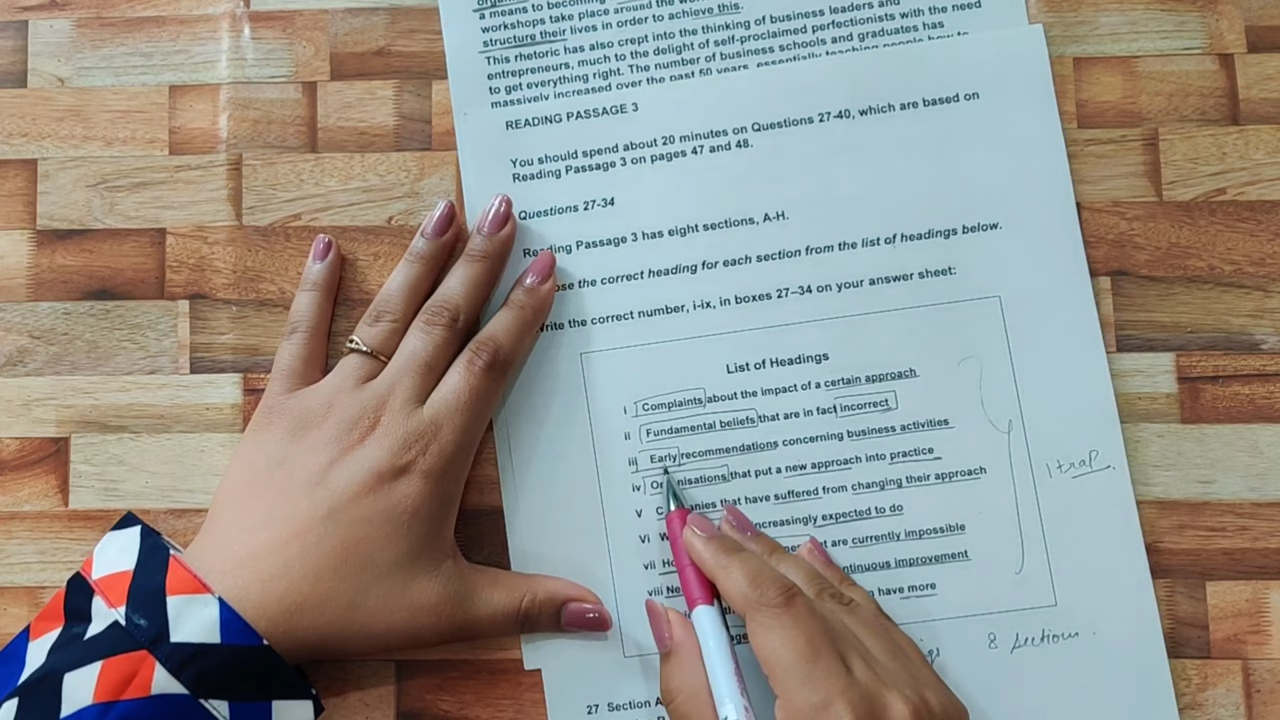 a means to becoming
workshops take place around the
structure their lives in order to achieve this.
This rhetoric has also crept into the thinking of business leaders and
entrepreneurs, much to the delight of self-proclaimed perfectionists with the need
to get everything right. The number of business schools and graduates has
massively increased over the past 50 years, essentially teaching people how to
READING PASSAGE 3
You should spend about 20 minutes on Questions 27-40, which are based on
Reading Passage 3 on pages 47 and 48.
Questions 27-34
Reading Passage 3 has eight sections, A-H.
the correct heading for each section from the list of headings below.
Write the correct number, i-ix, in boxes 27–34 on your answer sheet:
List of Headings
i Complaints about the impact of a certain approach
ii Fundamental beliefs that are in fact incorrect
iii Early recommendations concerning business activities
iv Organisations that put a new approach into practice
V Companies that have suffered from changing their approach
Vi increasingly expected to do
vii that are currently impossible
viii continuous improvement
have more
1 trap.
8 sections.
27 Section A